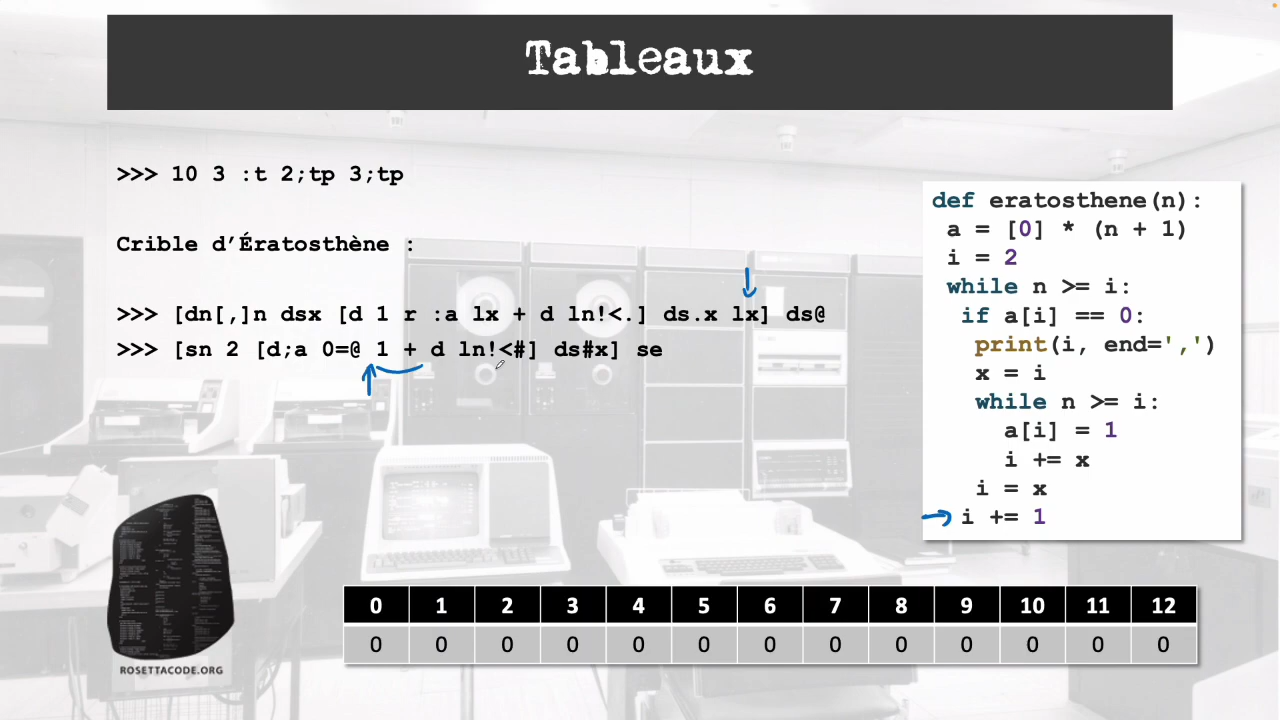 Tableaux
>>> 10 3 :t 2;tp 3;tp
Crible d’Ératosthène :
>>> [dn[,]n dsx [d 1 r :a lx + d ln!<.] ds.x lx] ds@
>>> [sn 2 [d;a 0=@ 1 + d ln!<#] ds#x] se
def eratosthene(n):
a = [0] * (n + 1)
i = 2
while n >= i:
if a[i] == 0:
print(i, end=',')
x = i
while n >= i:
a[i] = 1
i += x
i = x
i += 1
ROSETTACODE.ORG
0 1 2 3 4 5 6 7 8 9 10 11 12
0 0 0 0 0 0 0 0 0 0 0 0 0